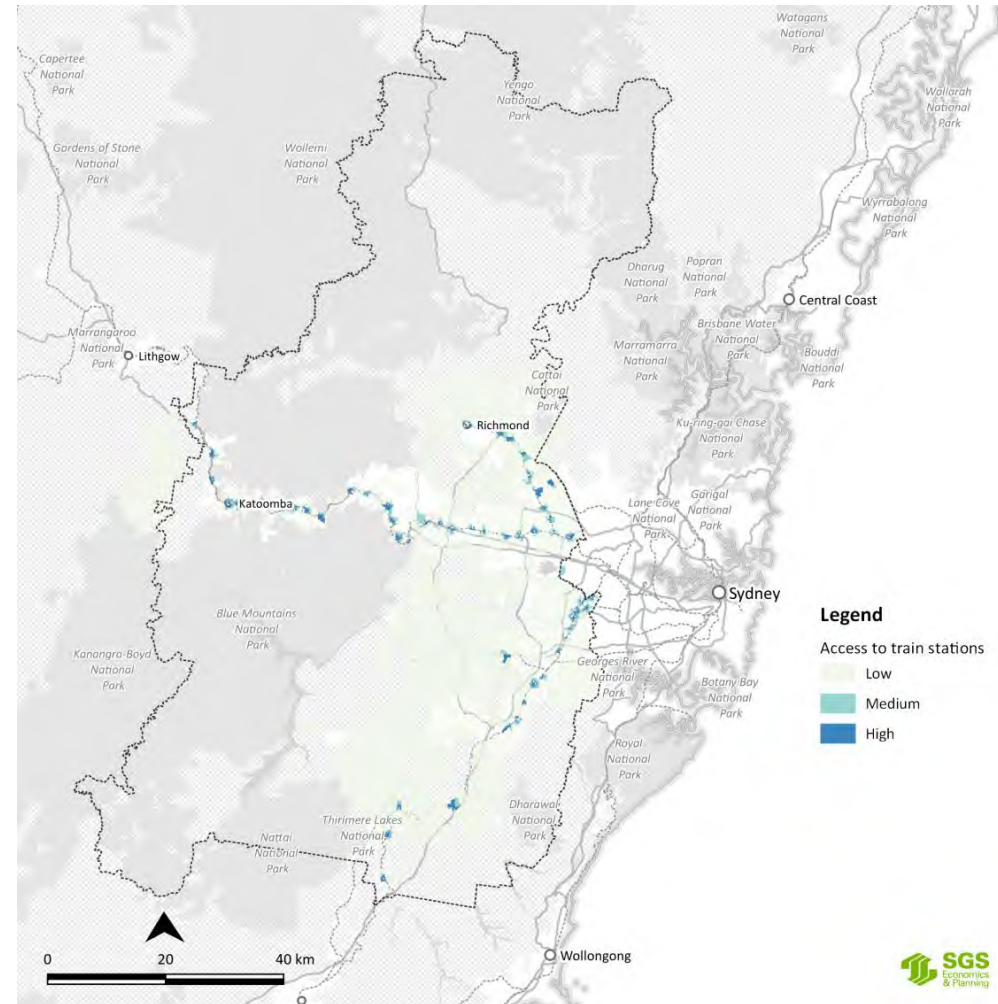 Watagans
National
Park
Capertee
National
Park
Yengo
National
Park
Wallarah
National
Park
Gardens of Stone
National
Park
Wollemi
National
Park
Wyrrabalong
National
Park
Dharug
National
Park
Popran
National
Park
Central Coast
Marrangaroo
National
Park
Lithgow
Brisbane Water
National
Park
Marramarra
National
Park
Bouddi
National
Park
Cattai
National
Park
Richmond
Ku-ring-gai Chase
National
Park
Katoomba
Lane Cove
National
Park
Garigal
National
Park
Sydney
Blue Mountains
National
Park
Kanangra-Boyd
National
Park
Georges River
National
Park
Botany Bay
National
Park
Royal
National
Park
Thirlmere Lakes
National
Park
Dharawal
National
Park
Nattai
National
Park
Wollongong
Legend
Access to train stations
Low
Medium
High
0 20 40 km
SGS
Economics
& Planning